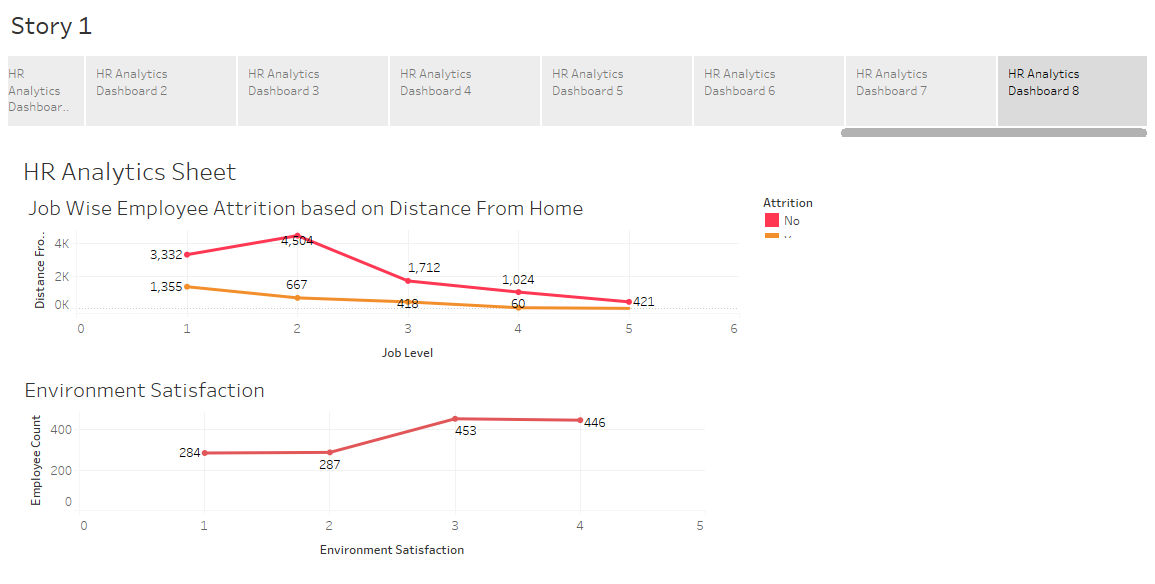 Story 1
HR
Analytics
Dashboar..
HR Analytics
Dashboard 2
HR Analytics
Dashboard 3
HR Analytics
Dashboard 4
HR Analytics
Dashboard 5
HR Analytics
Dashboard 6
HR Analytics
Dashboard 7
HR Analytics
Dashboard 8
HR Analytics Sheet
Job Wise Employee Attrition based on Distance From Home
Distance Fro..
4K
2K
0K
3,332
4,504
1,712
1,024
421
1,355
667
418
60
0 1 2 3 4 5 6
Job Level
Attrition
No
Environment Satisfaction
Employee Count
400
200
0
284
287
453
446
0 1 2 3 4 5
Environment Satisfaction